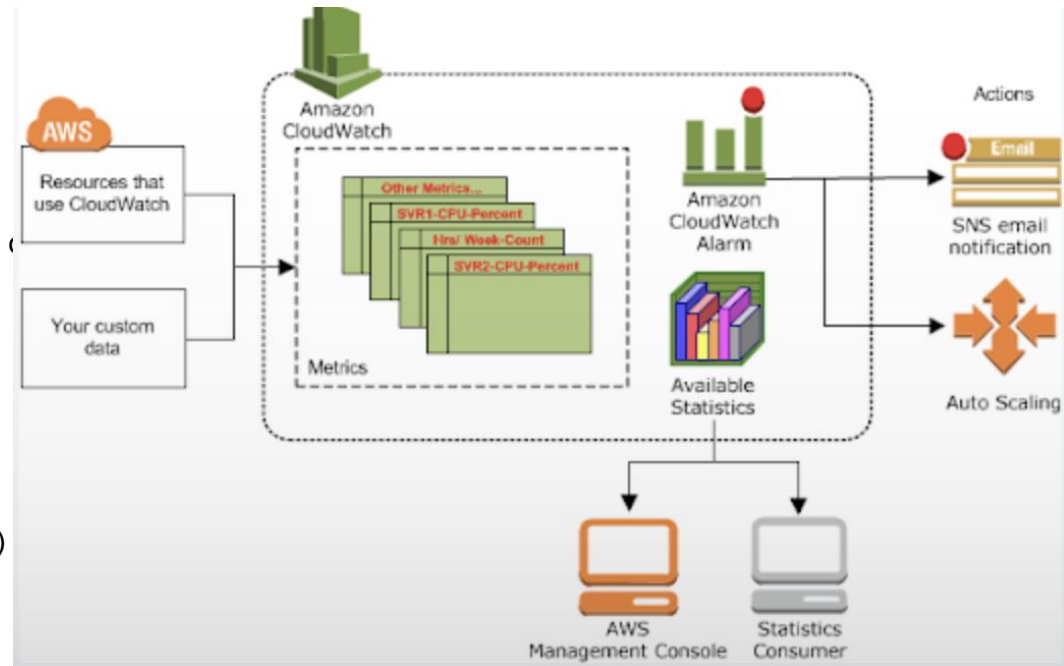 Amazon
CloudWatch
AWS
Resources that
use CloudWatch
Your custom
data
Other Metrics...
SVR1-CPU-Percent
Hrs/ Week-Count
SVR2-CPU-Percent
Metrics
Amazon
CloudWatch
Alarm
Available
Statistics
Actions
Email
SNS email
notification
Auto Scaling
AWS
Management Console
Statistics
Consumer
)